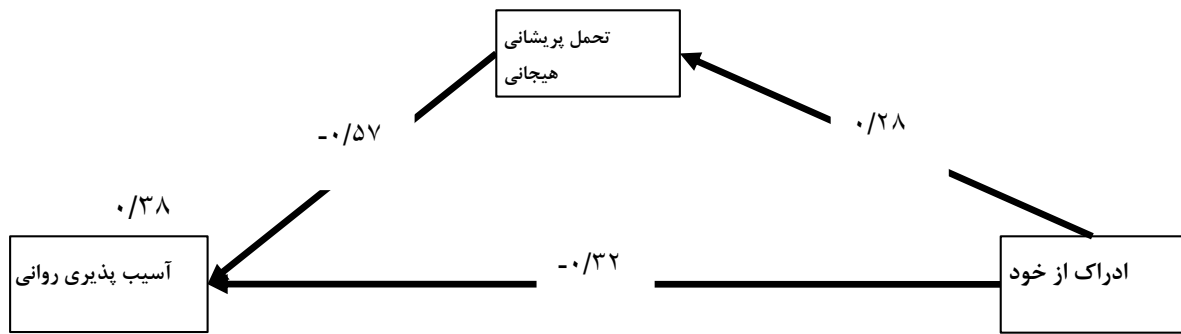 تحمل پریشانی
هیجانی
۰/۲۸
-۰/۵۷
۰/۳۸
ادراک از خود
-۰/۳۲
آسیب پذیری روانی